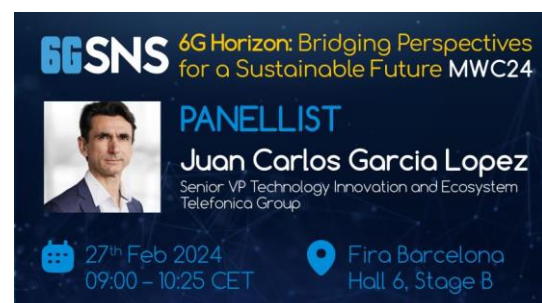 6GSNS 6G Horizon: Bridging Perspectives
for a Sustainable Future MWC24
PANELLIST
Juan Carlos Garcia Lopez
Senior VP Technology Innovation and Ecosystem
Telefonica Group
27th Feb 2024
09:00 – 10:25 CET
Fira Barcelona
Hall 6, Stage B